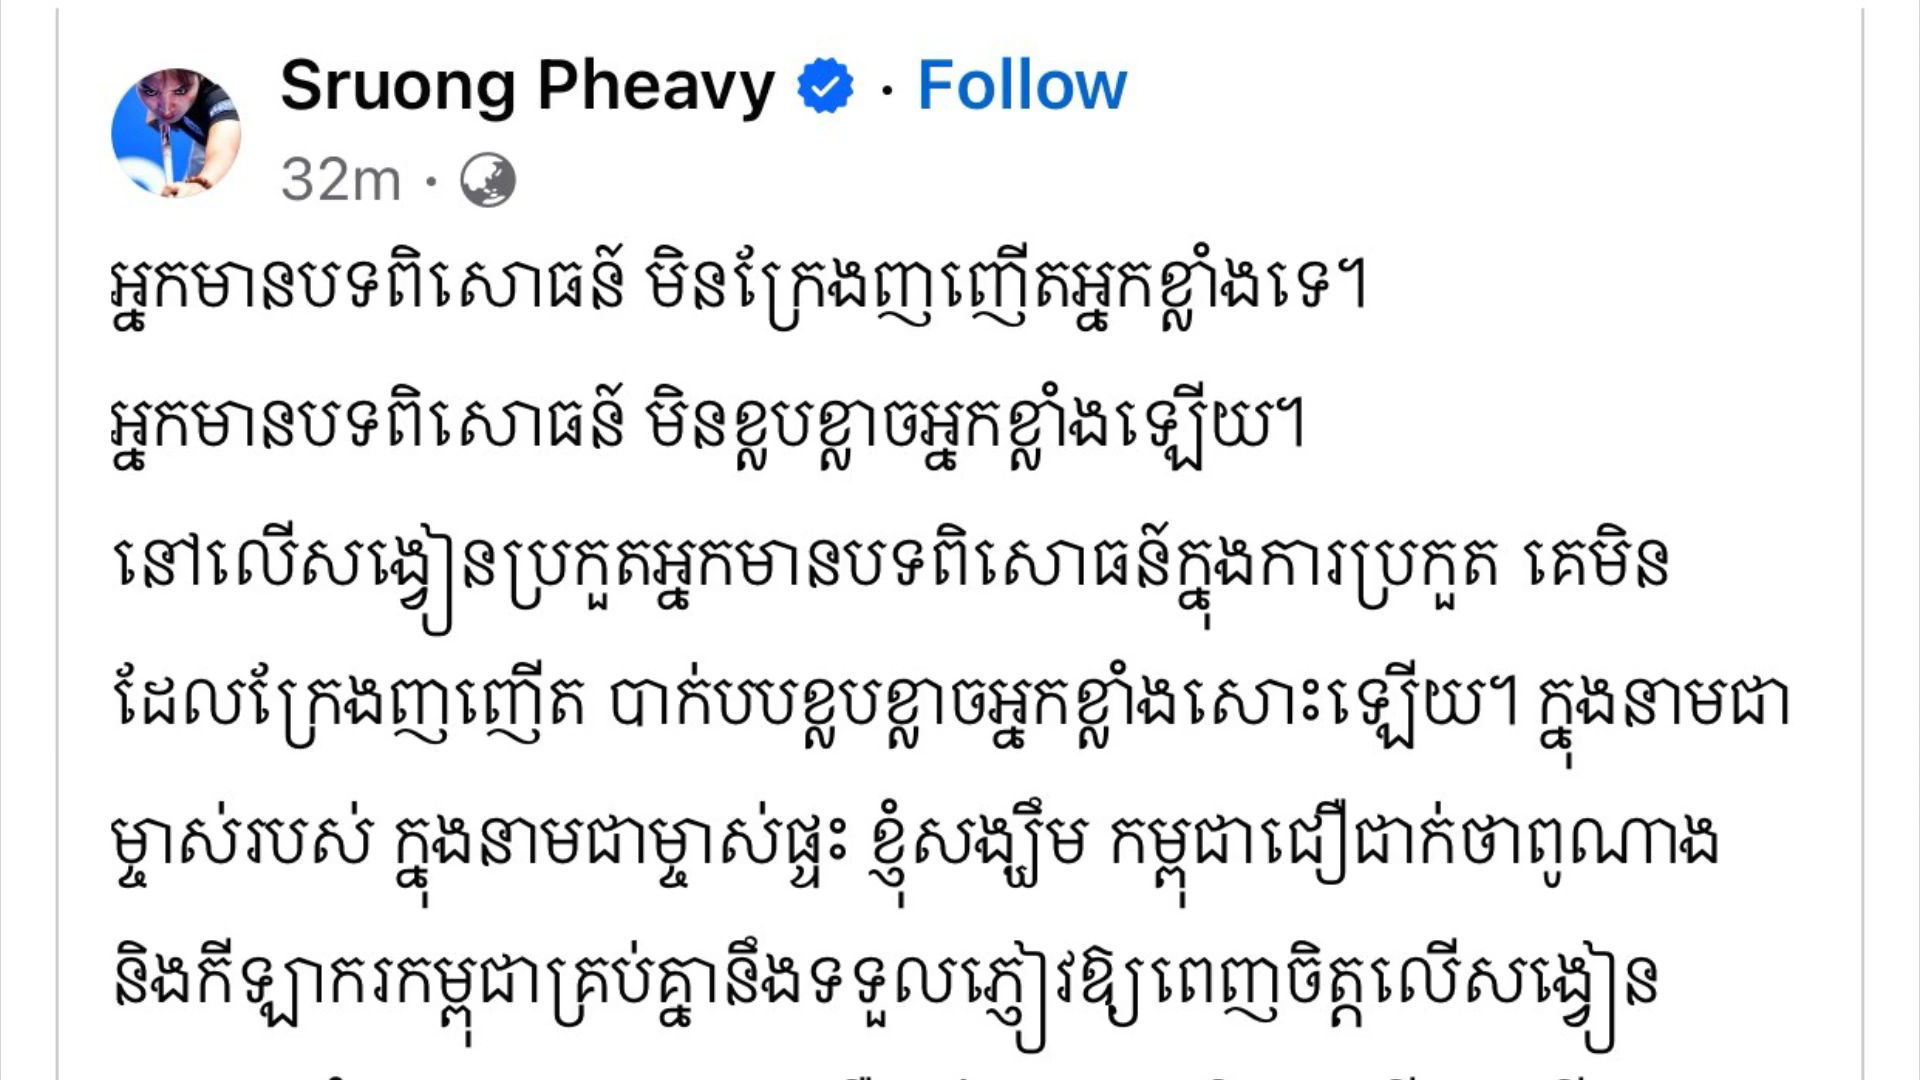 Sruong Pheavy · Follow
32m ·
អ្នកមានបទពិសោធន៍ មិនក្រែងញញើតអ្នកខ្លាំងទេ។
អ្នកមានបទពិសោធន៍ មិនខ្លបខ្លាចអ្នកខ្លាំងឡើយ។
នៅលើសង្វៀនប្រកួតអ្នកមានបទពិសោធន៍ក្នុងការប្រកួត គេមិន
ដែលក្រែងញញើត បាក់បបខ្លបខ្លាចអ្នកខ្លាំងសោះឡើយ។ ក្នុងនាមជា
ម្ចាស់របស់ ក្នុងនាមជាម្ចាស់ផ្ទះ ខ្ញុំសង្ឃឹម កម្ពុជាជឿជាក់ថាពូណាង
និងកីឡាករកម្ពុជាគ្រប់គ្នានឹងទទួលភ្ញៀវឱ្យពេញចិត្តលើសង្វៀន